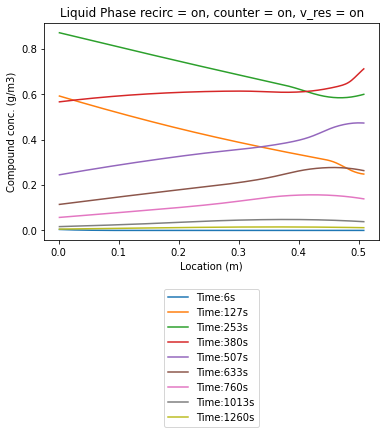 Liquid Phase recirc = on, counter = on, v_res = on
Compound conc. (g/m3)
0.8
0.6
0.4
0.2
0.0
0.0 0.1 0.2 0.3 0.4 0.5
Location (m)
Time:6s
Time:127s
Time:253s
Time:380s
Time:507s
Time:633s
Time:760s
Time:1013s
Time:1260s